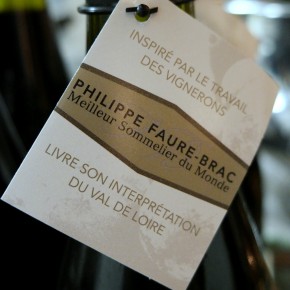 INSPIRÉ PAR LE TRAVAIL
DES VIGNERONS
PHILIPPE FAURE-BRAC
Meilleur Sommelier du Monde
LIVRE SON INTERPRÉTATION
DU VAL DE LOIRE